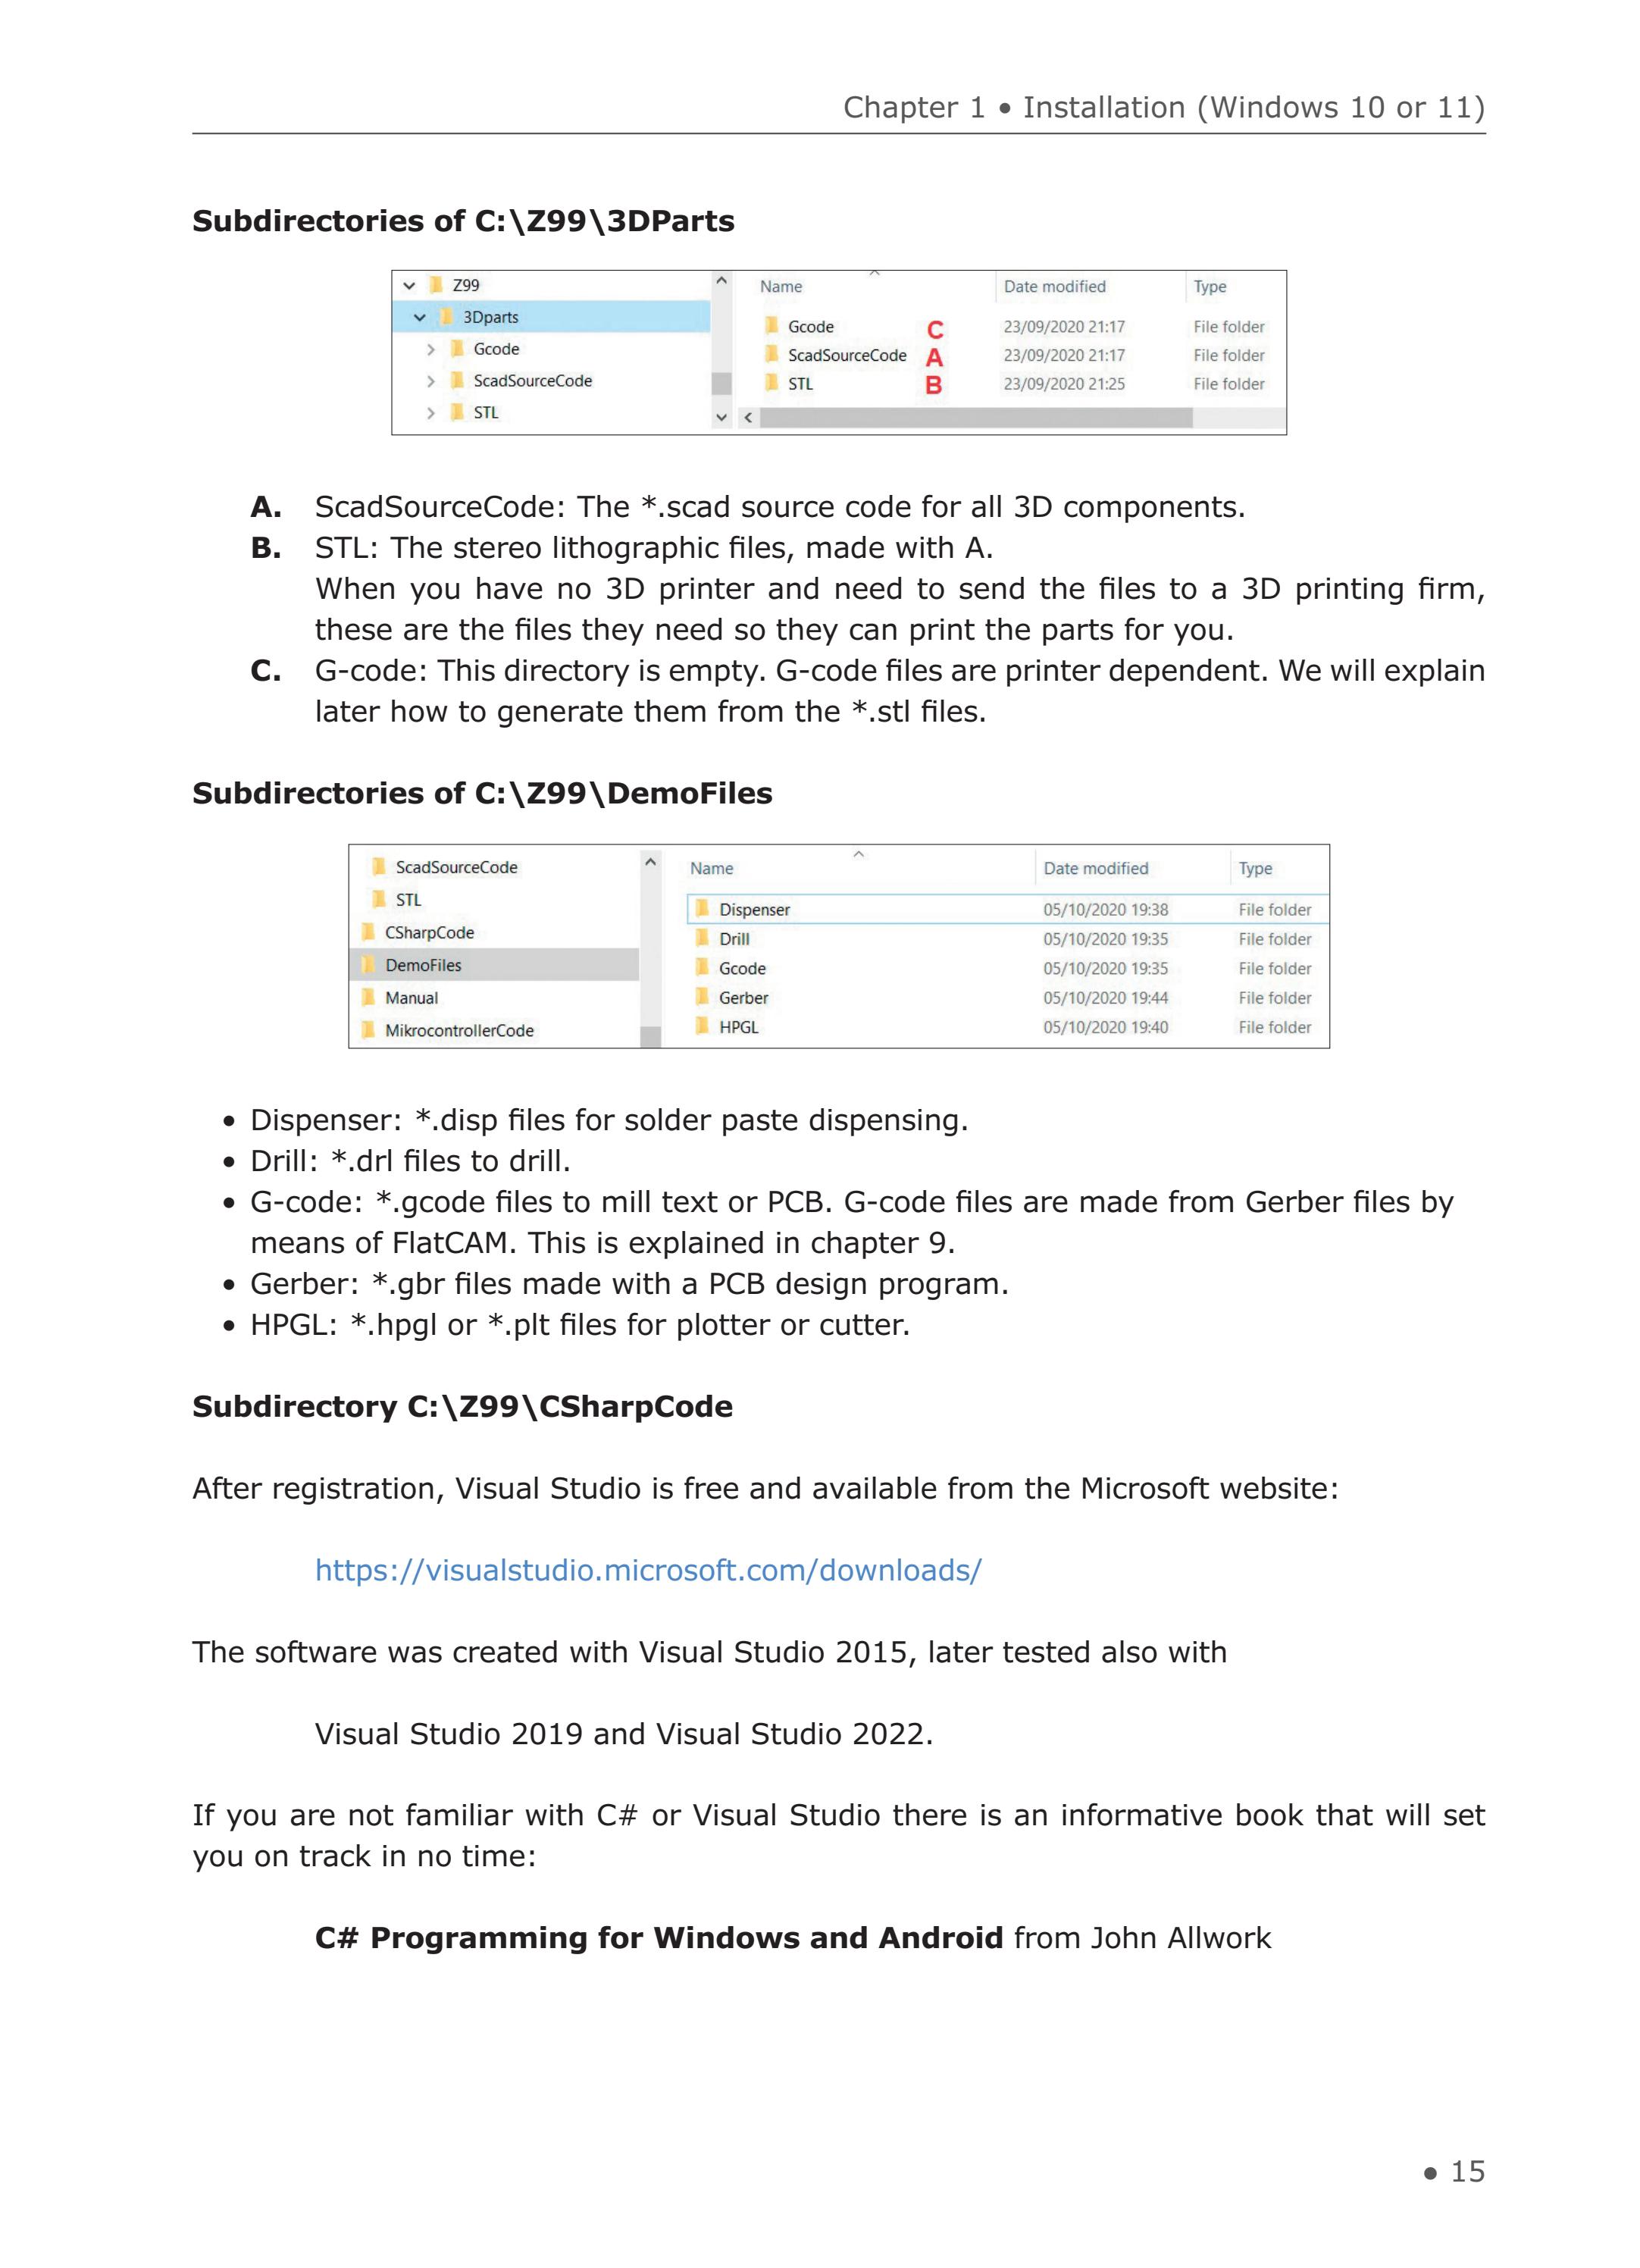 Chapter 1 • Installation (Windows 10 or 11)
Subdirectories of C:\Z99\3DParts
Z99
3Dparts
Gcode
ScadSourceCode
STL
Name Date modified Type
Gcode C 23/09/2020 21:17 File folder
ScadSourceCode A 23/09/2020 21:17 File folder
STL B 23/09/2020 21:25 File folder
A. ScadSourceCode: The *.scad source code for all 3D components.
B. STL: The stereo lithographic files, made with A.
When you have no 3D printer and need to send the files to a 3D printing firm,
these are the files they need so they can print the parts for you.
C. G-code: This directory is empty. G-code files are printer dependent. We will explain
later how to generate them from the *.stl files.
Subdirectories of C:\Z99\DemoFiles
ScadSourceCode
STL
CSharpCode
DemoFiles
Manual
MikrocontrollerCode
Name Date modified Type
Dispenser 05/10/2020 19:38 File folder
Drill 05/10/2020 19:35 File folder
Gcode 05/10/2020 19:35 File folder
Gerber 05/10/2020 19:44 File folder
HPGL 05/10/2020 19:40 File folder
• Dispenser: *.disp files for solder paste dispensing.
• Drill: *.drl files to drill.
• G-code: *.gcode files to mill text or PCB. G-code files are made from Gerber files by
means of FlatCAM. This is explained in chapter 9.
• Gerber: *.gbr files made with a PCB design program.
• HPGL: *.hpgl or *.plt files for plotter or cutter.
Subdirectory C:\Z99\CSharpCode
After registration, Visual Studio is free and available from the Microsoft website:
https://visualstudio.microsoft.com/downloads/
The software was created with Visual Studio 2015, later tested also with
Visual Studio 2019 and Visual Studio 2022.
If you are not familiar with C# or Visual Studio there is an informative book that will set
you on track in no time:
C# Programming for Windows and Android from John Allwork
• 15